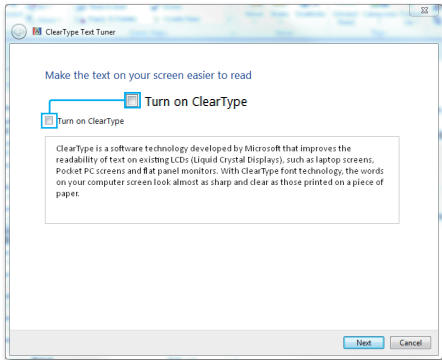 ClearType Text Tuner
Make the text on your screen easier to read
Turn on ClearType
Turn on ClearType
ClearType is a software technology developed by Microsoft that improves the
readability of text on existing LCDs (Liquid Crystal Displays), such as laptop screens,
Pocket PC screens and flat panel monitors. With ClearType font technology, the words
on your computer screen look almost as sharp and clear as those printed on a piece of
paper.
Next
Cancel